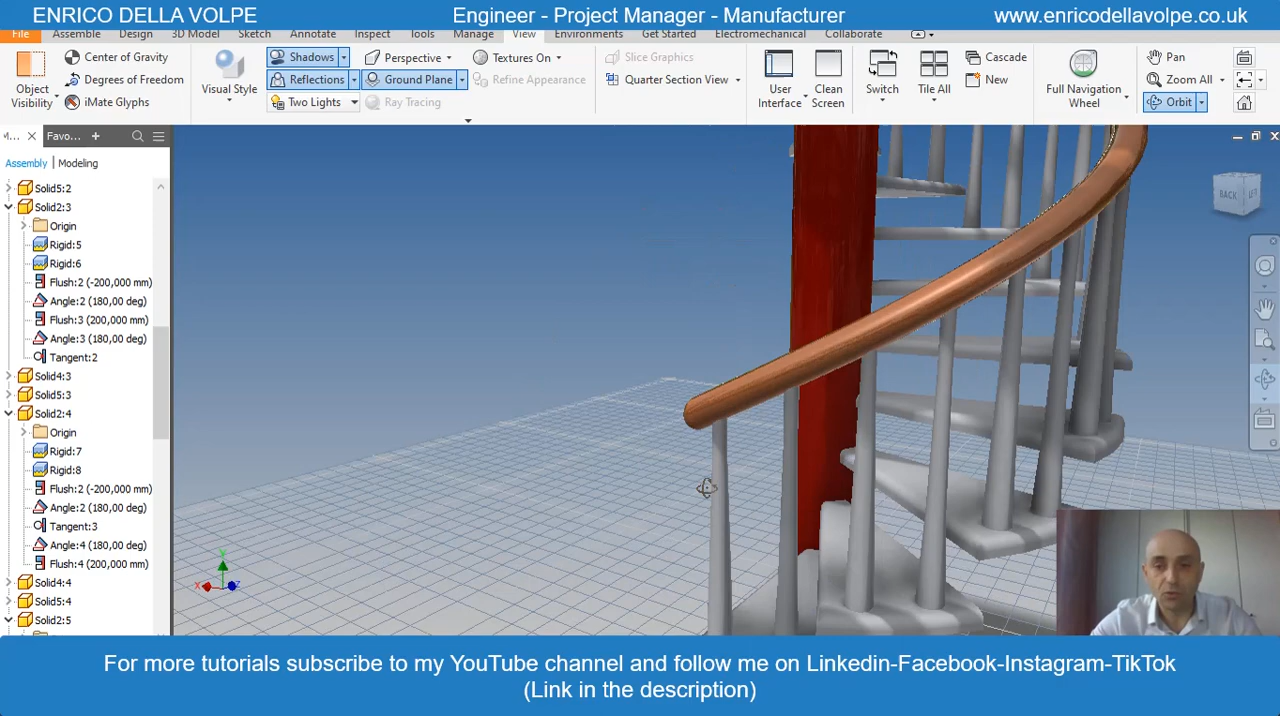 ENRICO DELLA VOLPE
Engineer - Project Manager - Manufacturer
www.enricodellavolpe.co.uk
File Assemble Design 3D Model Sketch Annotate Inspect Tools Manage View Environments Get Started Electromechanical Collaborate
Object Visibility
Center of Gravity
Degrees of Freedom
iMate Glyphs
Visual Style
Shadows
Reflections
Two Lights
Perspective
Ground Plane
Ray Tracing
Textures On
Refine Appearance
Slice Graphics
Quarter Section View
User Interface
Clean Screen
Switch
Tile All
Cascade
New
Full Navigation Wheel
Pan
Zoom All
Orbit
M... Favo... +
Assembly | Modeling
Solid5:2
Solid2:3
Origin
Rigid:5
Rigid:6
Flush:2 (-200,000 mm)
Angle:2 (180,00 deg)
Flush:3 (200,000 mm)
Angle:3 (180,00 deg)
Tangent:2
Solid4:3
Solid5:3
Solid2:4
Origin
Rigid:7
Rigid:8
Flush:2 (-200,000 mm)
Angle:2 (180,00 deg)
Tangent:3
Angle:4 (180,00 deg)
Flush:4 (200,000 mm)
Solid4:4
Solid5:4
Solid2:5
BACK
For more tutorials subscribe to my YouTube channel and follow me on Linkedin-Facebook-Instagram-TikTok
(Link in the description)